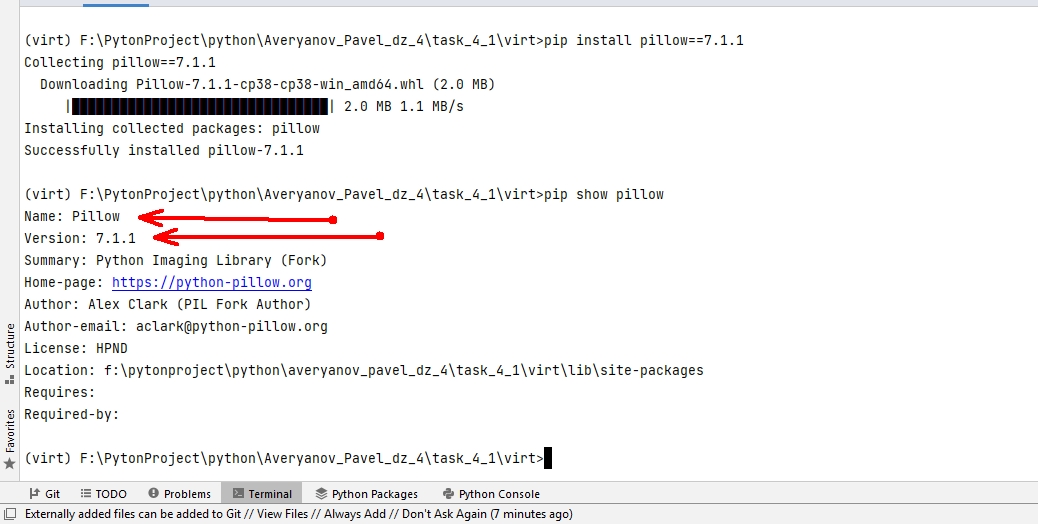 (virt) F:\PytonProject\python\Averyanov_Pavel_dz_4\task_4_1\virt>pip install pillow==7.1.1
Collecting pillow==7.1.1
  Downloading Pillow-7.1.1-cp38-cp38-win_amd64.whl (2.0 MB)
     |████████████████████████████████| 2.0 MB 1.1 MB/s
Installing collected packages: pillow
Successfully installed pillow-7.1.1
(virt) F:\PytonProject\python\Averyanov_Pavel_dz_4\task_4_1\virt>pip show pillow
Name: Pillow
Version: 7.1.1
Summary: Python Imaging Library (Fork)
Home-page: https://python-pillow.org
Author: Alex Clark (PIL Fork Author)
Author-email: aclark@python-pillow.org
License: HPND
Location: f:\pytonproject\python\averyanov_pavel_dz_4\task_4_1\virt\lib\site-packages
Requires:
Required-by:
(virt) F:\PytonProject\python\Averyanov_Pavel_dz_4\task_4_1\virt>
Structure
Favorites
Git TODO Problems Terminal Python Packages Python Console
Externally added files can be added to Git // View Files // Always Add // Don't Ask Again (7 minutes ago)